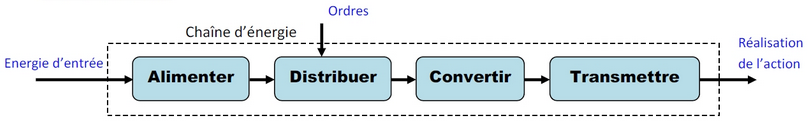 Ordres
Chaîne d’énergie
Réalisation
de l’action
Energie d’entrée
Alimenter
Distribuer
Convertir
Transmettre